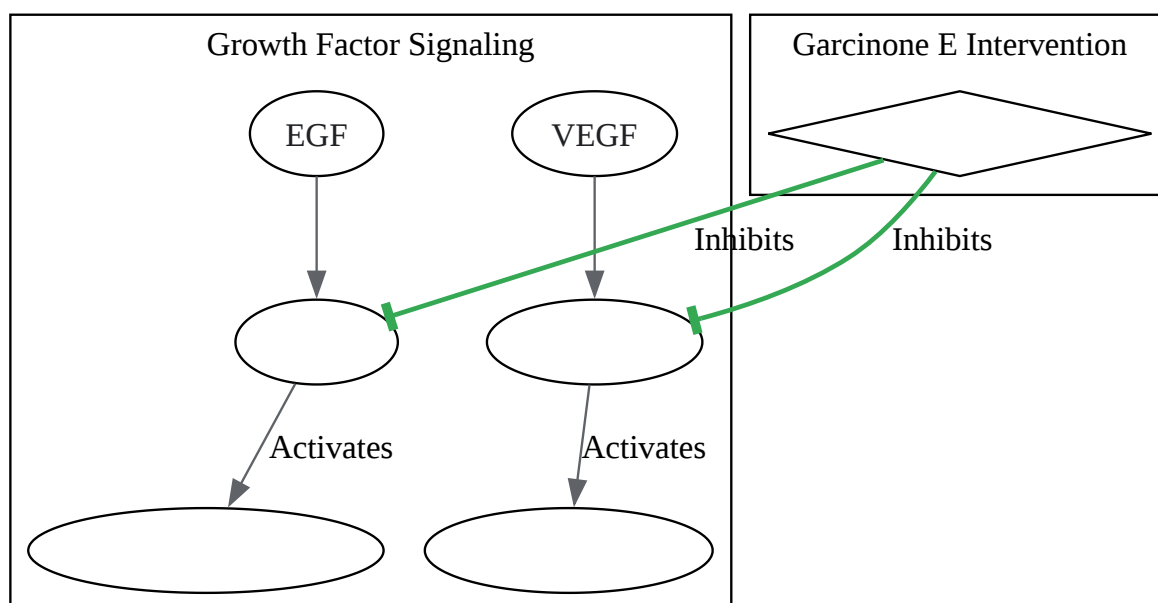 Growth Factor Signaling
Garcinone E Intervention
EGF
VEGF
Inhibits
Inhibits
Activates
Activates